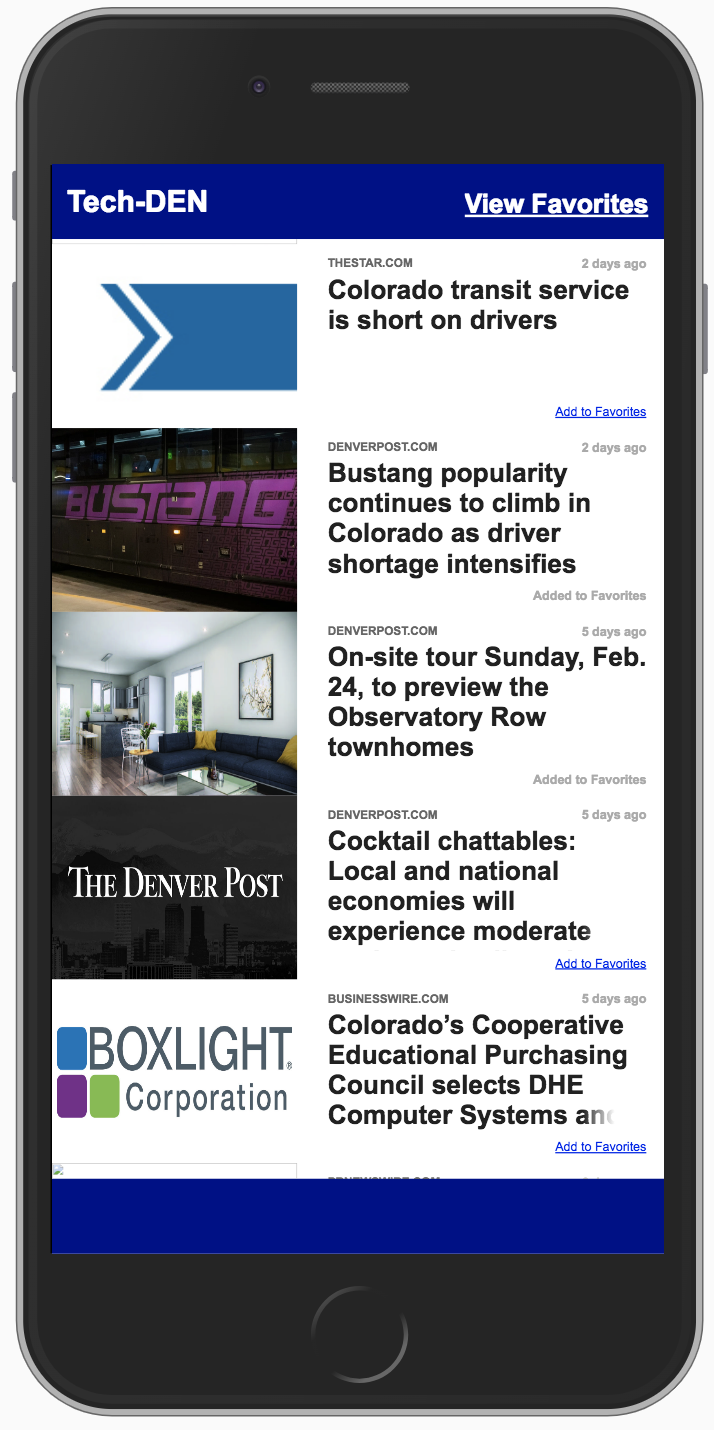 Tech-DEN
View Favorites
THESTAR.COM
2 days ago
Colorado transit service
is short on drivers
Add to Favorites
BUSTANG
DENVERPOST.COM
2 days ago
Bustang popularity
continues to climb in
Colorado as driver
shortage intensifies
Added to Favorites
DENVERPOST.COM
5 days ago
On-site tour Sunday, Feb.
24, to preview the
Observatory Row
townhomes
Added to Favorites
THE DENVER POST
DENVERPOST.COM
5 days ago
Cocktail chattables:
Local and national
economies will
experience moderate
Add to Favorites
BOXLIGHT®
Corporation
BUSINESSWIRE.COM
5 days ago
Colorado’s Cooperative
Educational Purchasing
Council selects DHE
Computer Systems and
Add to Favorites